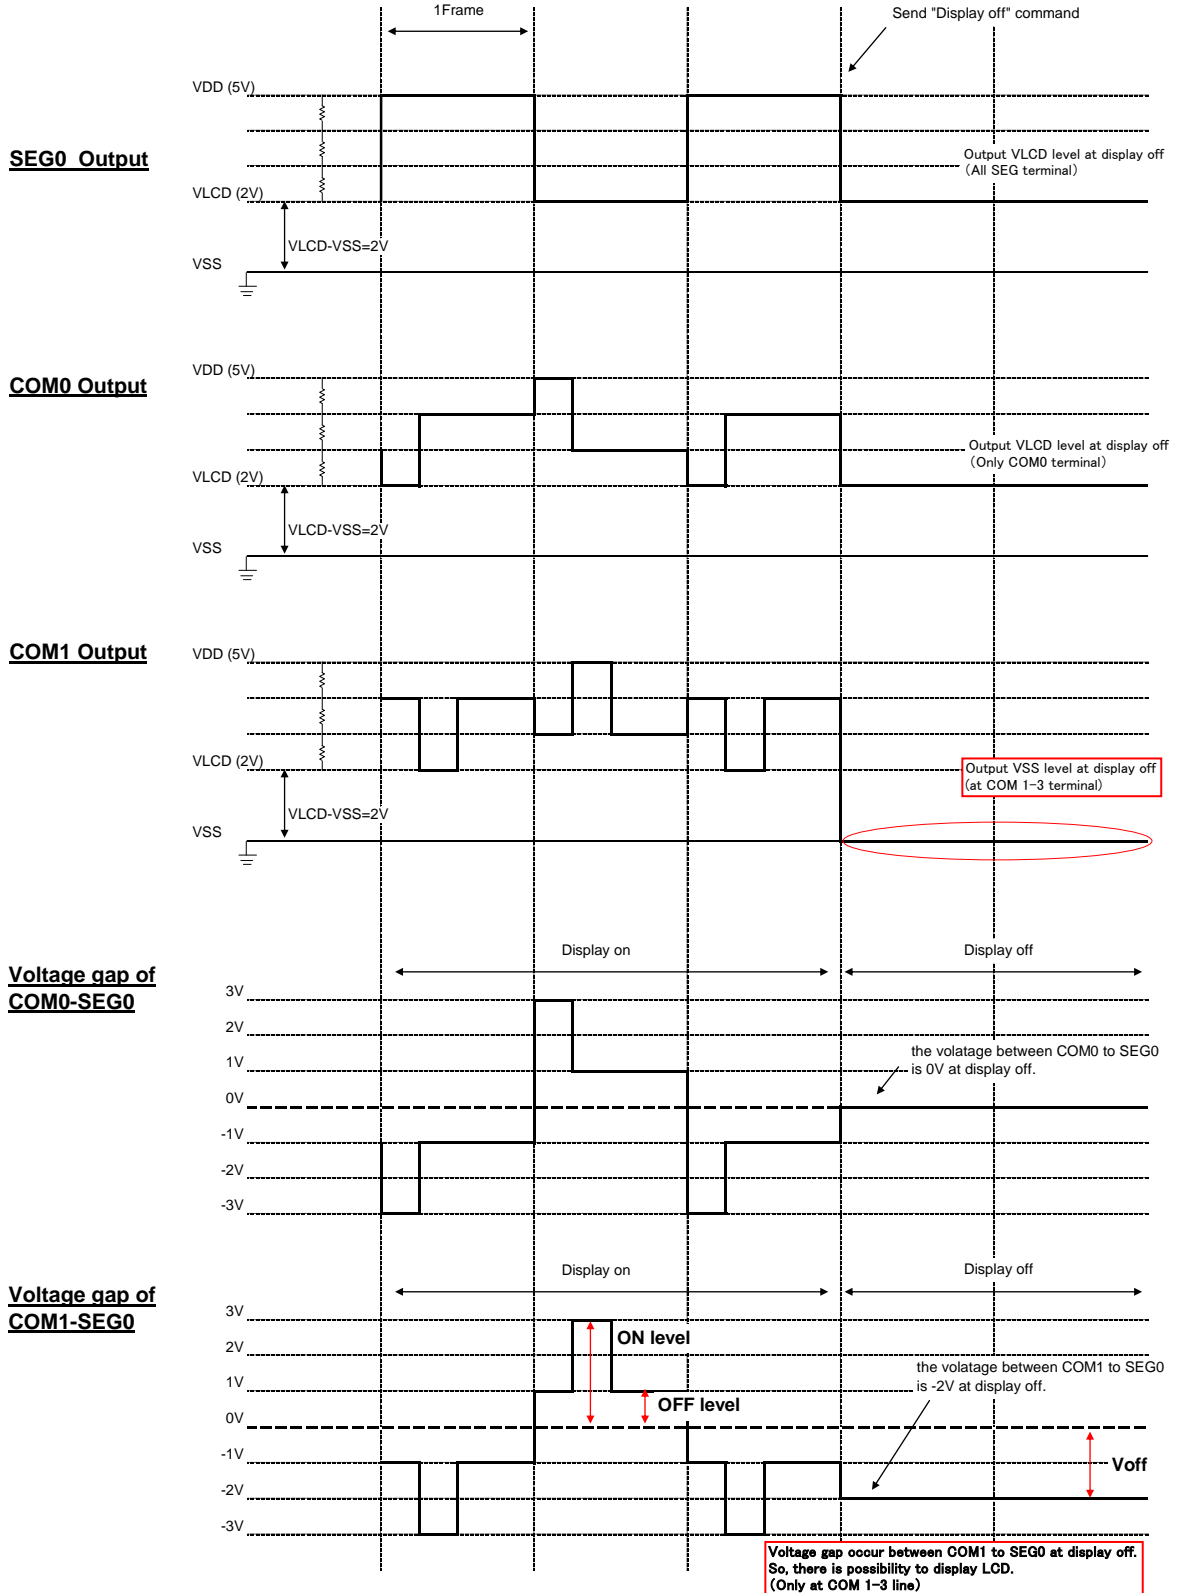 1Frame
Send "Display off" command
VDD (5V)
SEG0  Output
Output VLCD level at display off
(All SEG terminal)
VLCD (2V)
VLCD-VSS=2V
VSS
VDD (5V)
COM0 Output
Output VLCD level at display off
(Only COM0 terminal)
VLCD (2V)
VLCD-VSS=2V
VSS
COM1 Output
VDD (5V)
VLCD (2V)
Output VSS level at display off
(at COM 1-3 terminal)
VLCD-VSS=2V
VSS
Display on
Display off
Voltage gap of
COM0-SEG0
3V
2V
1V
the volatage between COM0 to SEG0
is 0V at display off.
0V
-1V
-2V
-3V
Display on
Display off
Voltage gap of
COM1-SEG0
3V
ON level
2V
the volatage between COM1 to SEG0
is -2V at display off.
1V
OFF level
0V
-1V
Voff
-2V
-3V
Voltage gap occur between COM1 to SEG0 at display off.
So, there is possibility to display LCD.
(Only at COM 1-3 line)